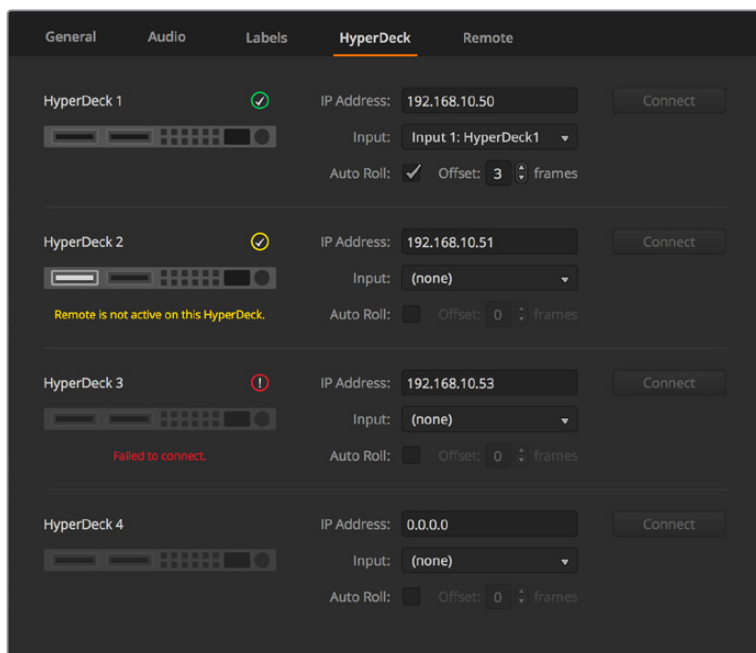 General Audio Labels HyperDeck Remote
HyperDeck 1 IP Address: 192.168.10.50 Connect
Input: Input 1: HyperDeck1
Auto Roll: Offset: 3 frames
HyperDeck 2 IP Address: 192.168.10.51 Connect
Input: (none)
Remote is not active on this HyperDeck. Auto Roll: Offset: 0 frames
HyperDeck 3 IP Address: 192.168.10.53 Connect
Input: (none)
Failed to connect. Auto Roll: Offset: 0 frames
HyperDeck 4 IP Address: 0.0.0.0 Connect
Input: (none)
Auto Roll: Offset: 0 frames